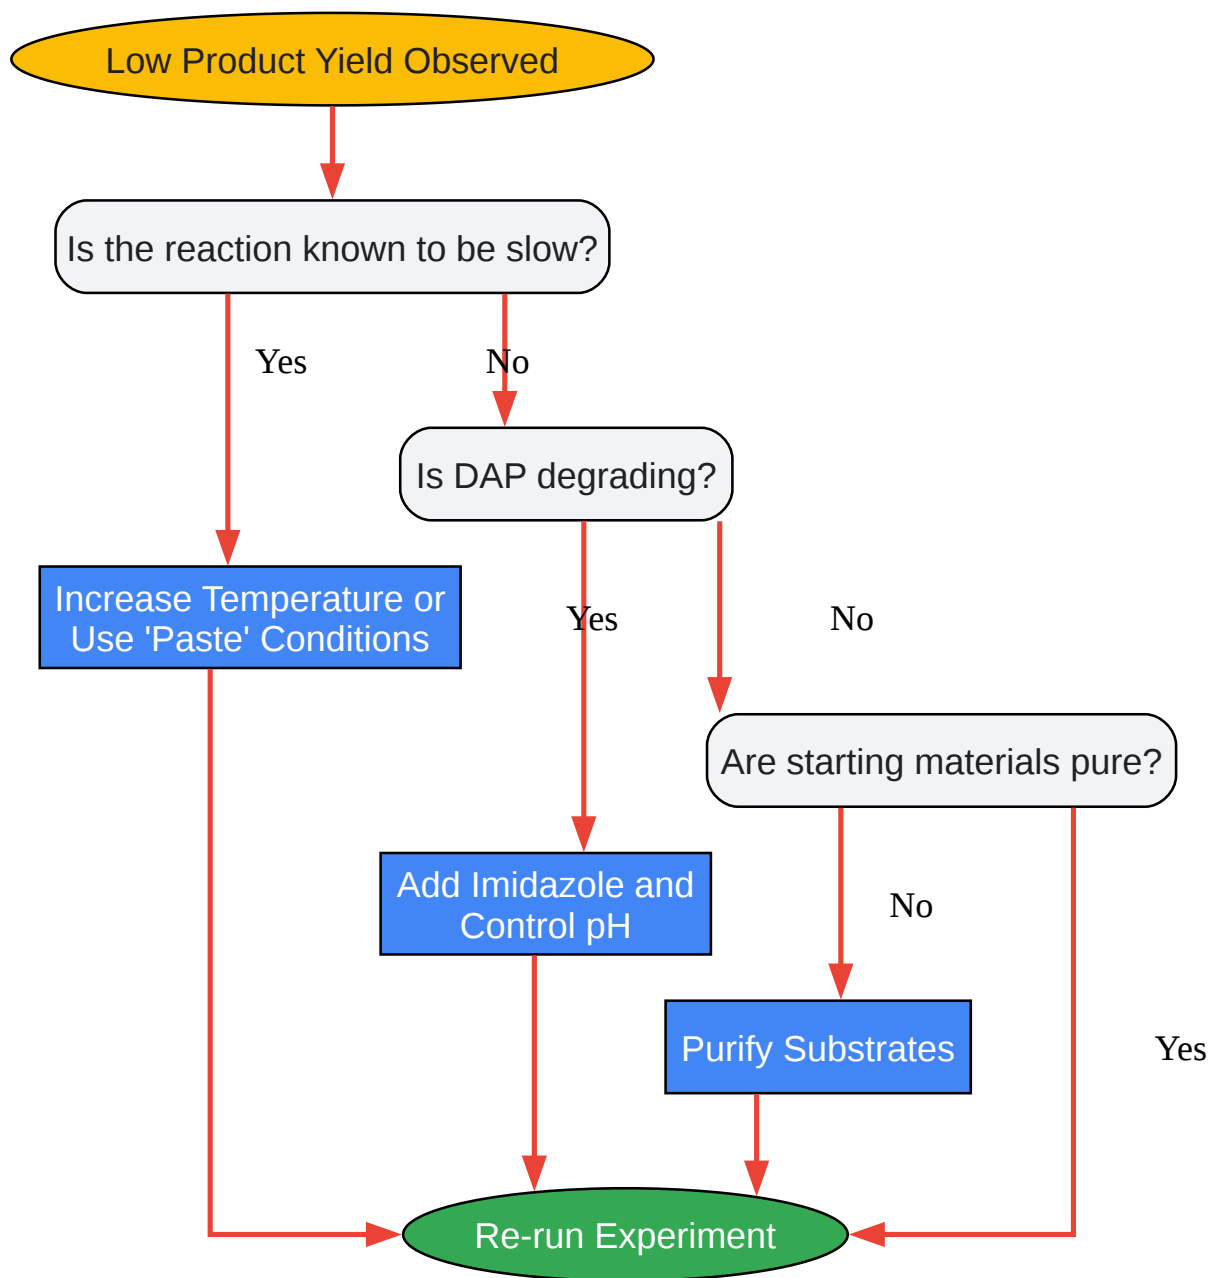 Low Product Yield Observed
Is the reaction known to be slow?
Yes
No
Is DAP degrading?
Increase Temperature or
Use 'Paste' Conditions
Yes
No
Are starting materials pure?
Add Imidazole and
Control pH
No
Purify Substrates
Yes
Re-run Experiment